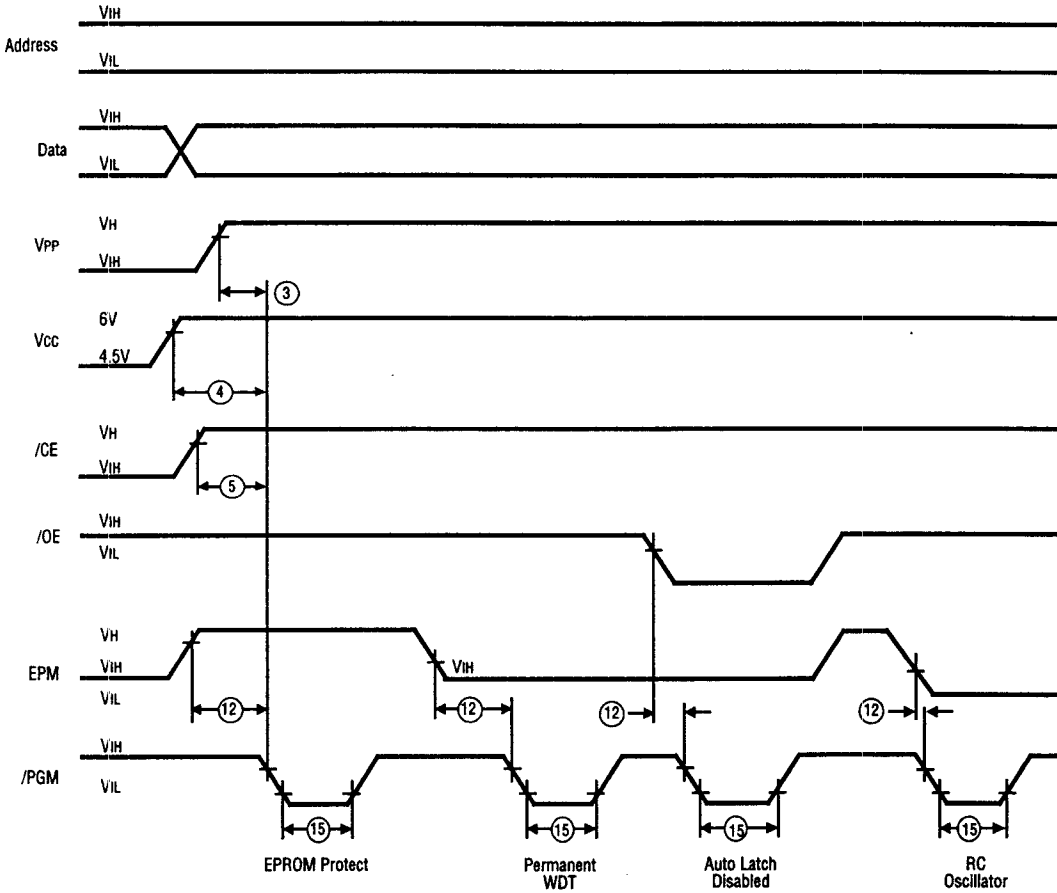 VIH
Address
VIL
VIH
Data
VIL
VH
VPP
VIH
3
6V
VCC
4.5V
4
VH
/CE
VIH
5
VIH
/OE
VIL
VH
EPM
VIH
VIH
VIL
12
12
12
12
VIH
/PGM
VIL
15
15
15
15
EPROM Protect
Permanent
WDT
Auto Latch
Disabled
RC
Oscillator